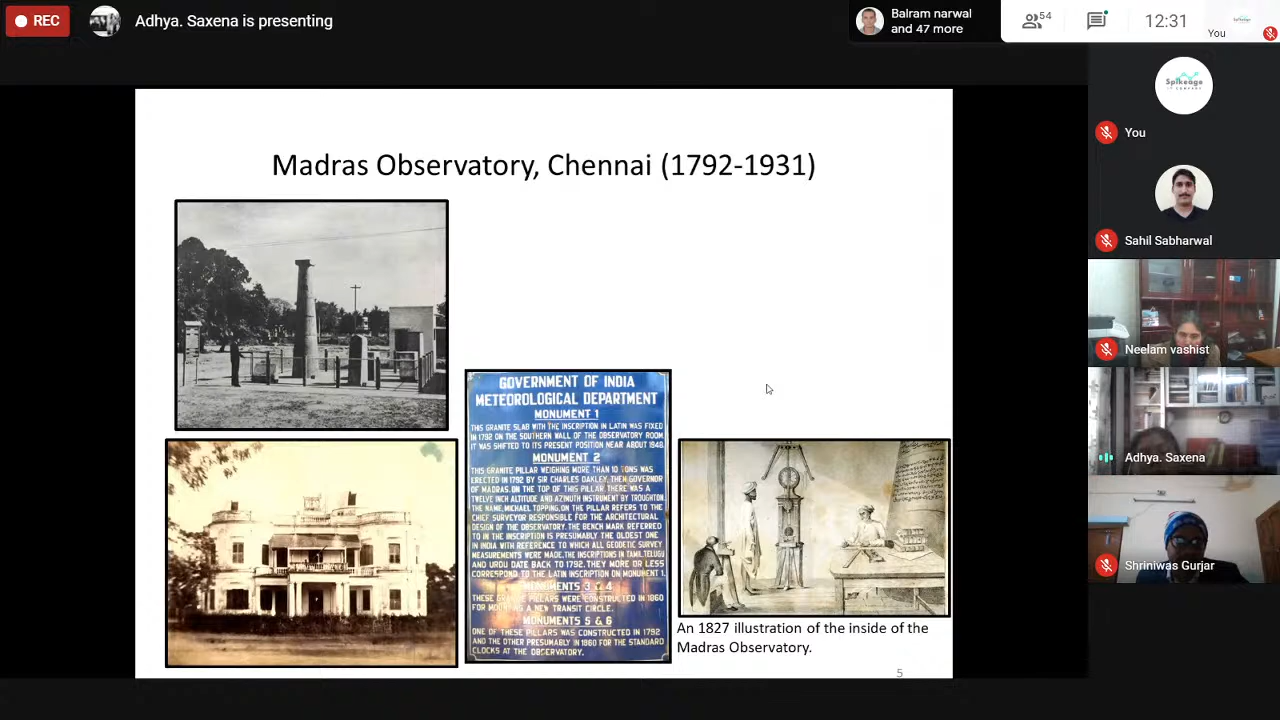 REC
Adhya. Saxena is presenting
Balram narwal
and 47 more
54
12:31
You
Spikeage
IT COMPANY
You
Sahil Sabharwal
Neelam vashist
Adhya. Saxena
Shriniwas Gurjar
Madras Observatory, Chennai (1792-1931)
GOVERNMENT OF INDIA
METEOROLOGICAL DEPARTMENT
MONUMENT 1
THIS GRANITE SLAB WITH THE INSCRIPTION IN LATIN WAS FIXED
IN 1792 ON THE SOUTHERN WALL OF THE OBSERVATORY ROOM
IT WAS SHIFTED TO ITS PRESENT POSITION NEAR ABOUT 1948.
MONUMENT 2
THIS GRANITE PILLAR WEIGHING MORE THAN 10 TONS WAS
ERECTED IN 1792 BY SIR CHARLES OAKLEY, THEN GOVERNOR
OF MADRAS. ON THE TOP OF THIS PILLAR THERE WAS A
TWELVE INCH ALTITUDE AND AZIMUTH INSTRUMENT BY TROUGHTON.
THE NAME, MICHAEL TOPPING, ON THE PILLAR REFERS TO THE
CHIEF SURVEYOR RESPONSIBLE FOR THE ARCHITECTURAL
DESIGN OF THE OBSERVATORY. THE BENCH MARK REFERRED
TO IN THE INSCRIPTION IS PRESUMABLY THE OLDEST ONE
IN INDIA WITH REFERENCE TO WHICH ALL GEODETIC SURVEY
MEASUREMENTS WERE MADE. THE INSCRIPTIONS IN TAMIL, TELUGU
AND URDU DATE BACK TO 1792. THEY MORE OR LESS
CORRESPOND TO THE LATIN INSCRIPTION ON MONUMENT 1.
MONUMENTS 3 & 4
THESE GRANITE PILLARS WERE CONSTRUCTED IN 1860
FOR MOUNTING A NEW TRANSIT CIRCLE.
MONUMENTS 5 & 6
ONE OF THESE PILLARS WAS CONSTRUCTED IN 1792
AND THE OTHER PRESUMABLY IN 1860 FOR THE STANDARD
CLOCKS AT THE OBSERVATORY.
An 1827 illustration of the inside of the
Madras Observatory.
5